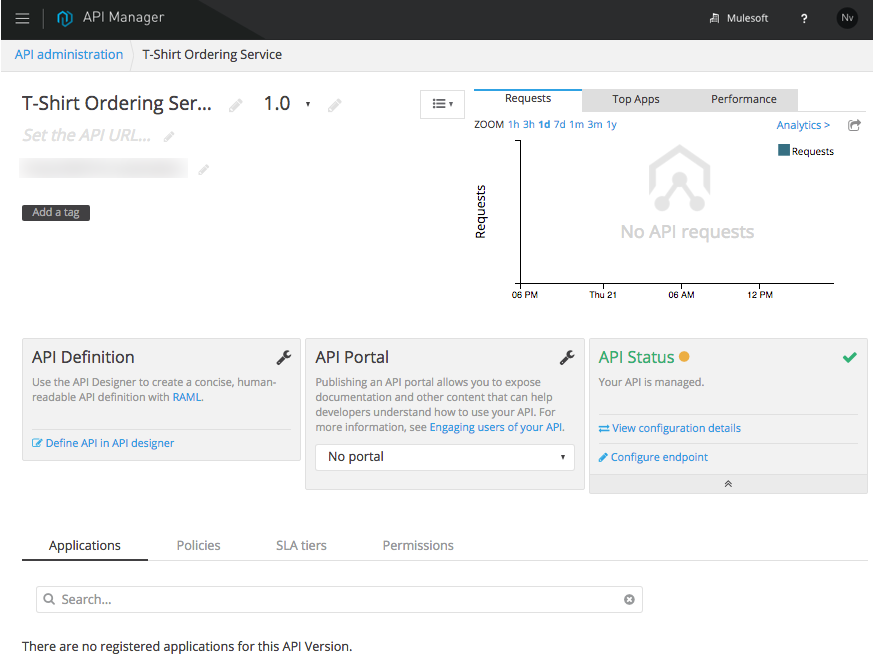 API Manager
Mulesoft
?
Nv
API administration
T-Shirt Ordering Service
T-Shirt Ordering Ser...
1.0
Set the API URL...
Add a tag
Requests
Top Apps
Performance
ZOOM 1h 3h 1d 7d 1m 3m 1y
Analytics >
Requests
Requests
No API requests
06 PM
Thu 21
06 AM
12 PM
API Definition
Use the API Designer to create a concise, human-
readable API definition with RAML.
Define API in API designer
API Portal
Publishing an API portal allows you to expose
documentation and other content that can help
developers understand how to use your API. For
more information, see Engaging users of your API.
No portal
API Status
Your API is managed.
View configuration details
Configure endpoint
Applications
Policies
SLA tiers
Permissions
Search...
There are no registered applications for this API Version.